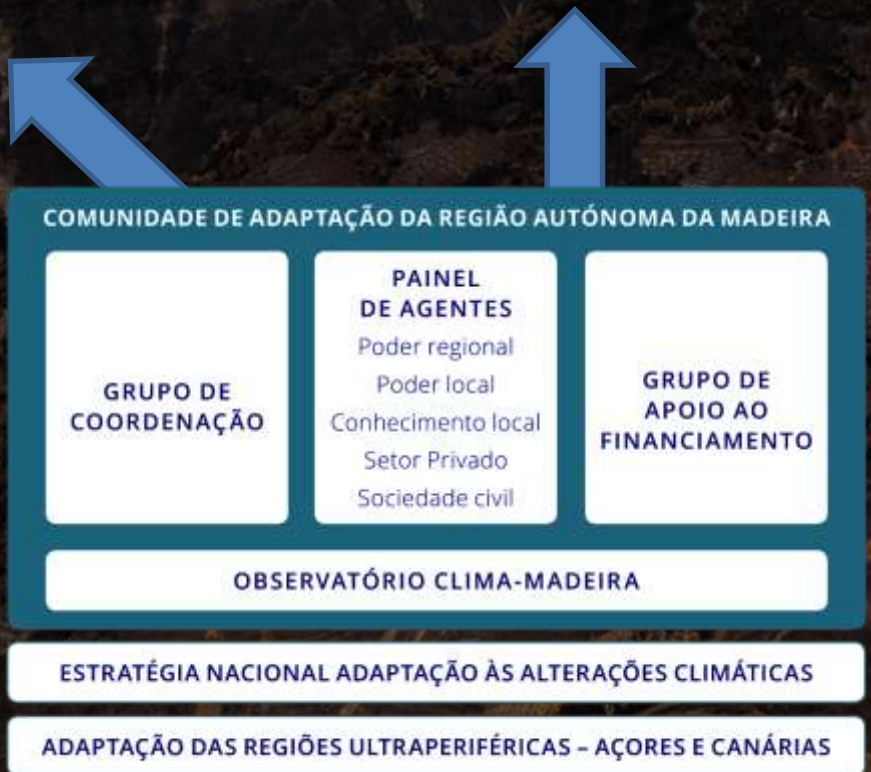 COMUNIDADE DE ADAPTAÇÃO DA REGIÃO AUTÓNOMA DA MADEIRA
GRUPO DE
COORDENAÇÃO
PAINEL
DE AGENTES
Poder regional
Poder local
Conhecimento local
Setor Privado
Sociedade civil
GRUPO DE
APOIO AO
FINANCIAMENTO
OBSERVATÓRIO CLIMA-MADEIRA
ESTRATÉGIA NACIONAL ADAPTAÇÃO ÀS ALTERAÇÕES CLIMÁTICAS
ADAPTAÇÃO DAS REGIÕES ULTRAPERIFÉRICAS – AÇORES E CANÁRIAS